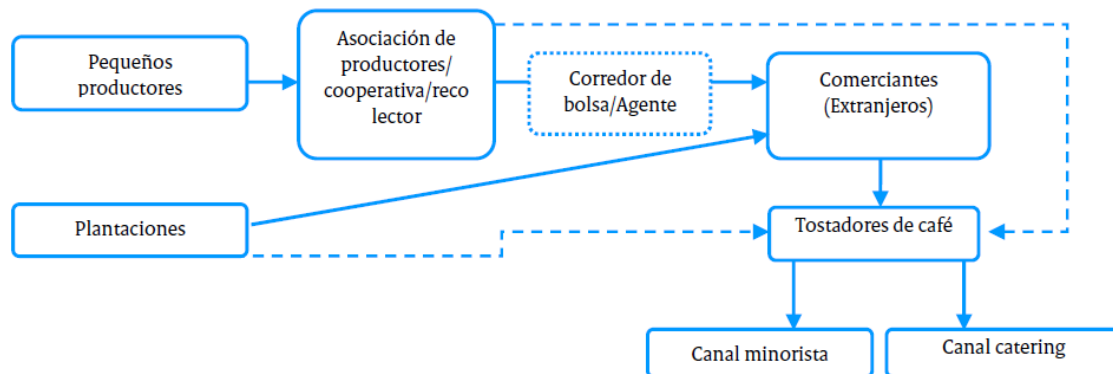 Pequeños
productores
Asociación de
productores/
cooperativa/reco
lector
Corredor de
bolsa/Agente
Comerciantes
(Extranjeros)
Plantaciones
Tostadores de café
Canal minorista
Canal catering